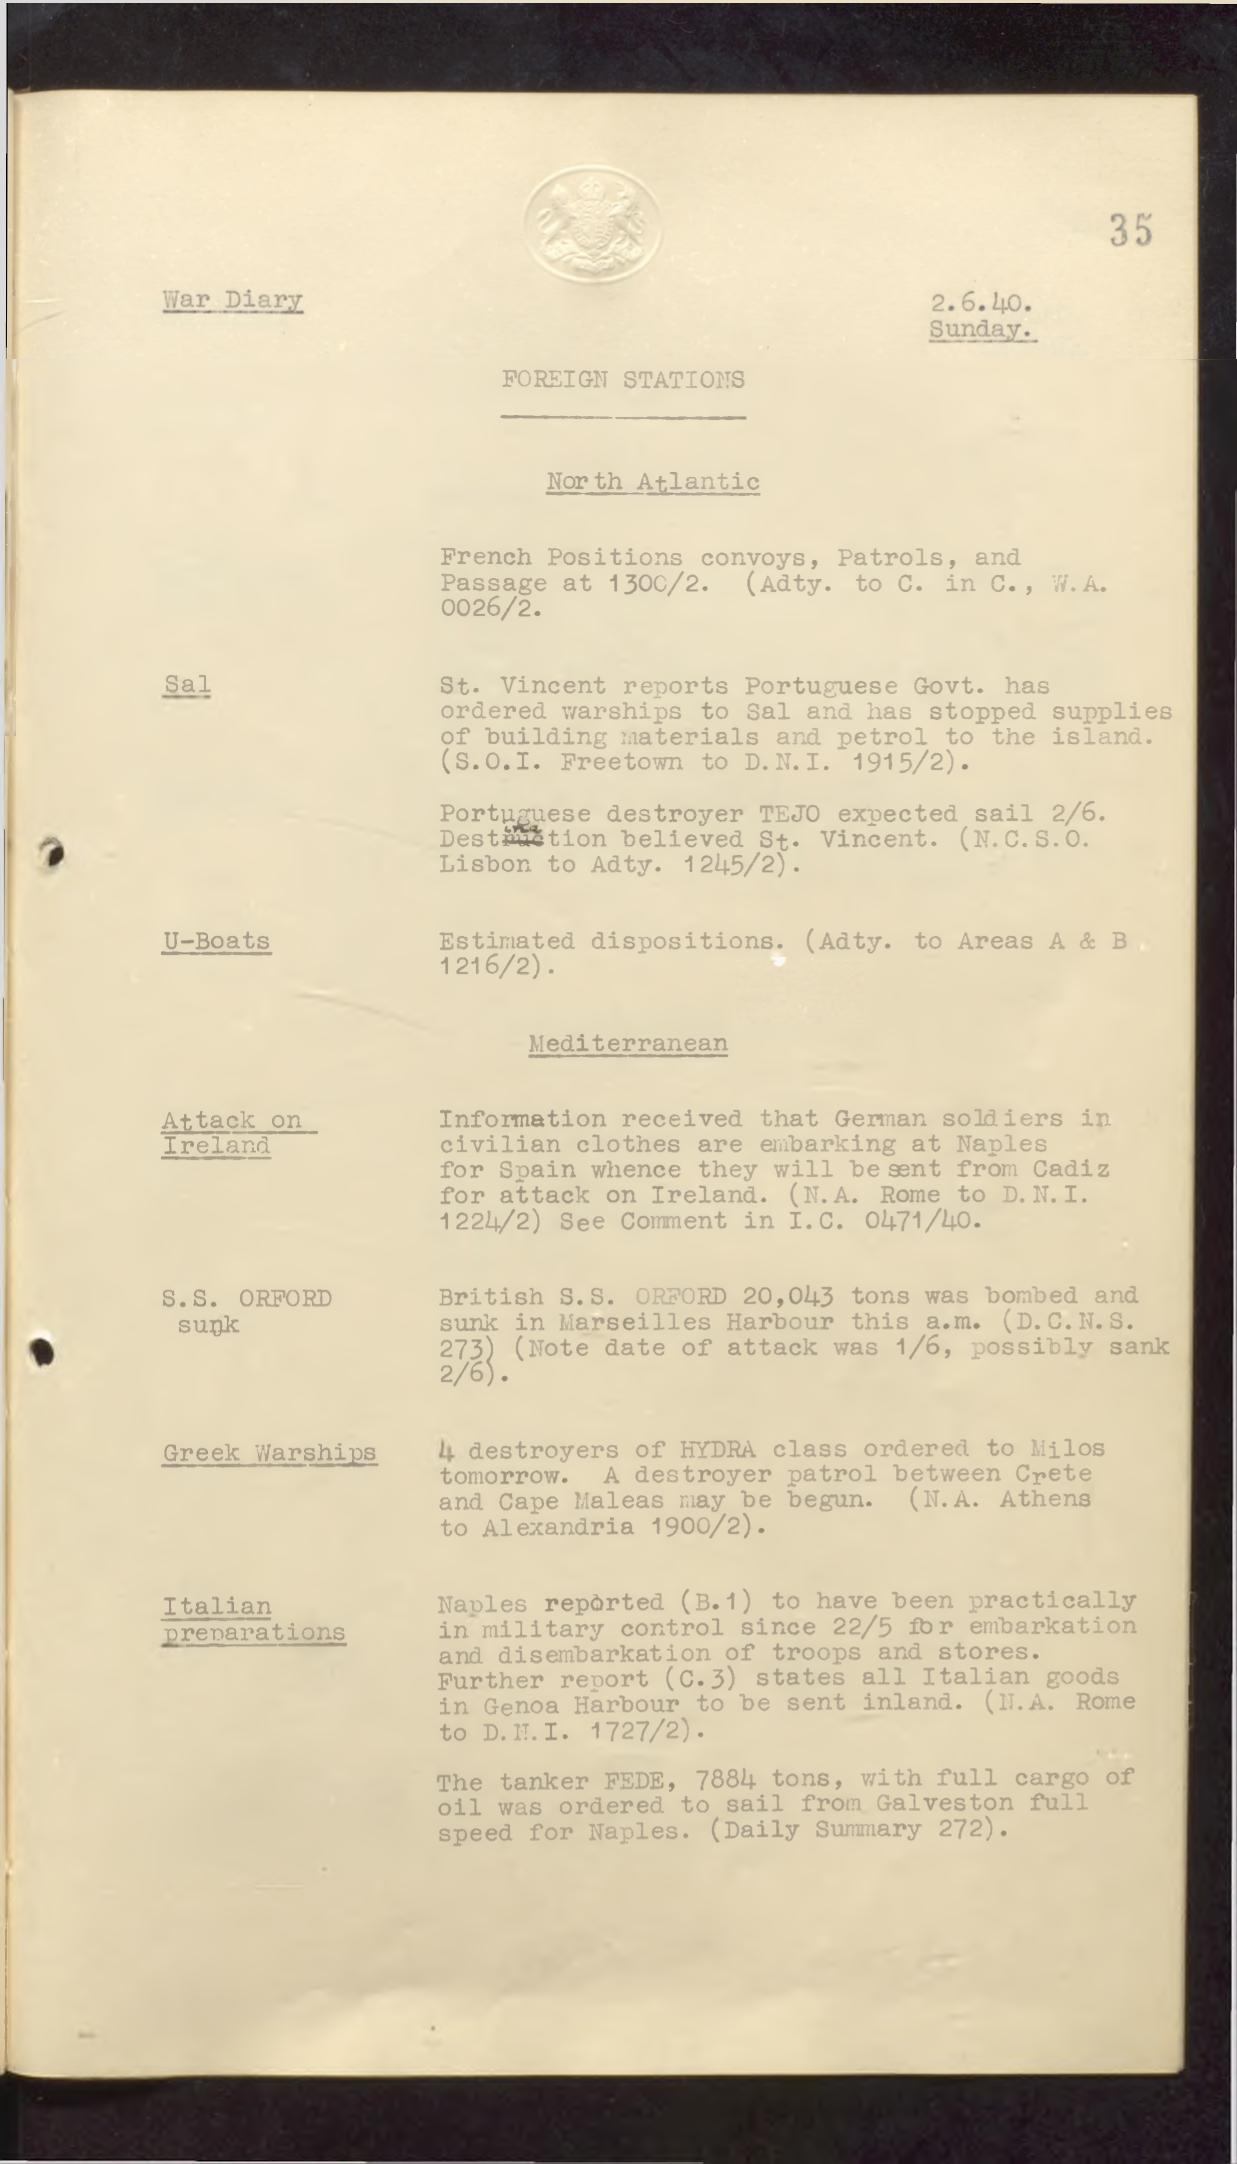 35
War Diary
2.6.40.
Sunday.
FOREIGN STATIONS
North Atlantic
French Positions convoys, Patrols, and
Passage at 1300/2. (Adty. to C. in C., W.A.
0026/2.
Sal
St. Vincent reports Portuguese Govt. has
ordered warships to Sal and has stopped supplies
of building materials and petrol to the island.
(S.O.I. Freetown to D.N.I. 1915/2).
Portuguese destroyer TEJO expected sail 2/6.
Destination believed St. Vincent. (N.C.S.O.
Lisbon to Adty. 1245/2).
U-Boats
Estimated dispositions. (Adty. to Areas A & B
1216/2).
Mediterranean
Attack on
Ireland
Information received that German soldiers in
civilian clothes are embarking at Naples
for Spain whence they will be sent from Cadiz
for attack on Ireland. (N.A. Rome to D.N.I.
1224/2) See Comment in I.C. 0471/40.
S.S. ORFORD
sunk
British S.S. ORFORD 20,043 tons was bombed and
sunk in Marseilles Harbour this a.m. (D.C.N.S.
273) (Note date of attack was 1/6, possibly sank
2/6).
Greek Warships
4 destroyers of HYDRA class ordered to Milos
tomorrow. A destroyer patrol between Crete
and Cape Maleas may be begun. (N.A. Athens
to Alexandria 1900/2).
Italian
preparations
Naples reported (B.1) to have been practically
in military control since 22/5 for embarkation
and disembarkation of troops and stores.
Further report (C.3) states all Italian goods
in Genoa Harbour to be sent inland. (N.A. Rome
to D.N.I. 1727/2).
The tanker FEDE, 7884 tons, with full cargo of
oil was ordered to sail from Galveston full
speed for Naples. (Daily Summary 272).